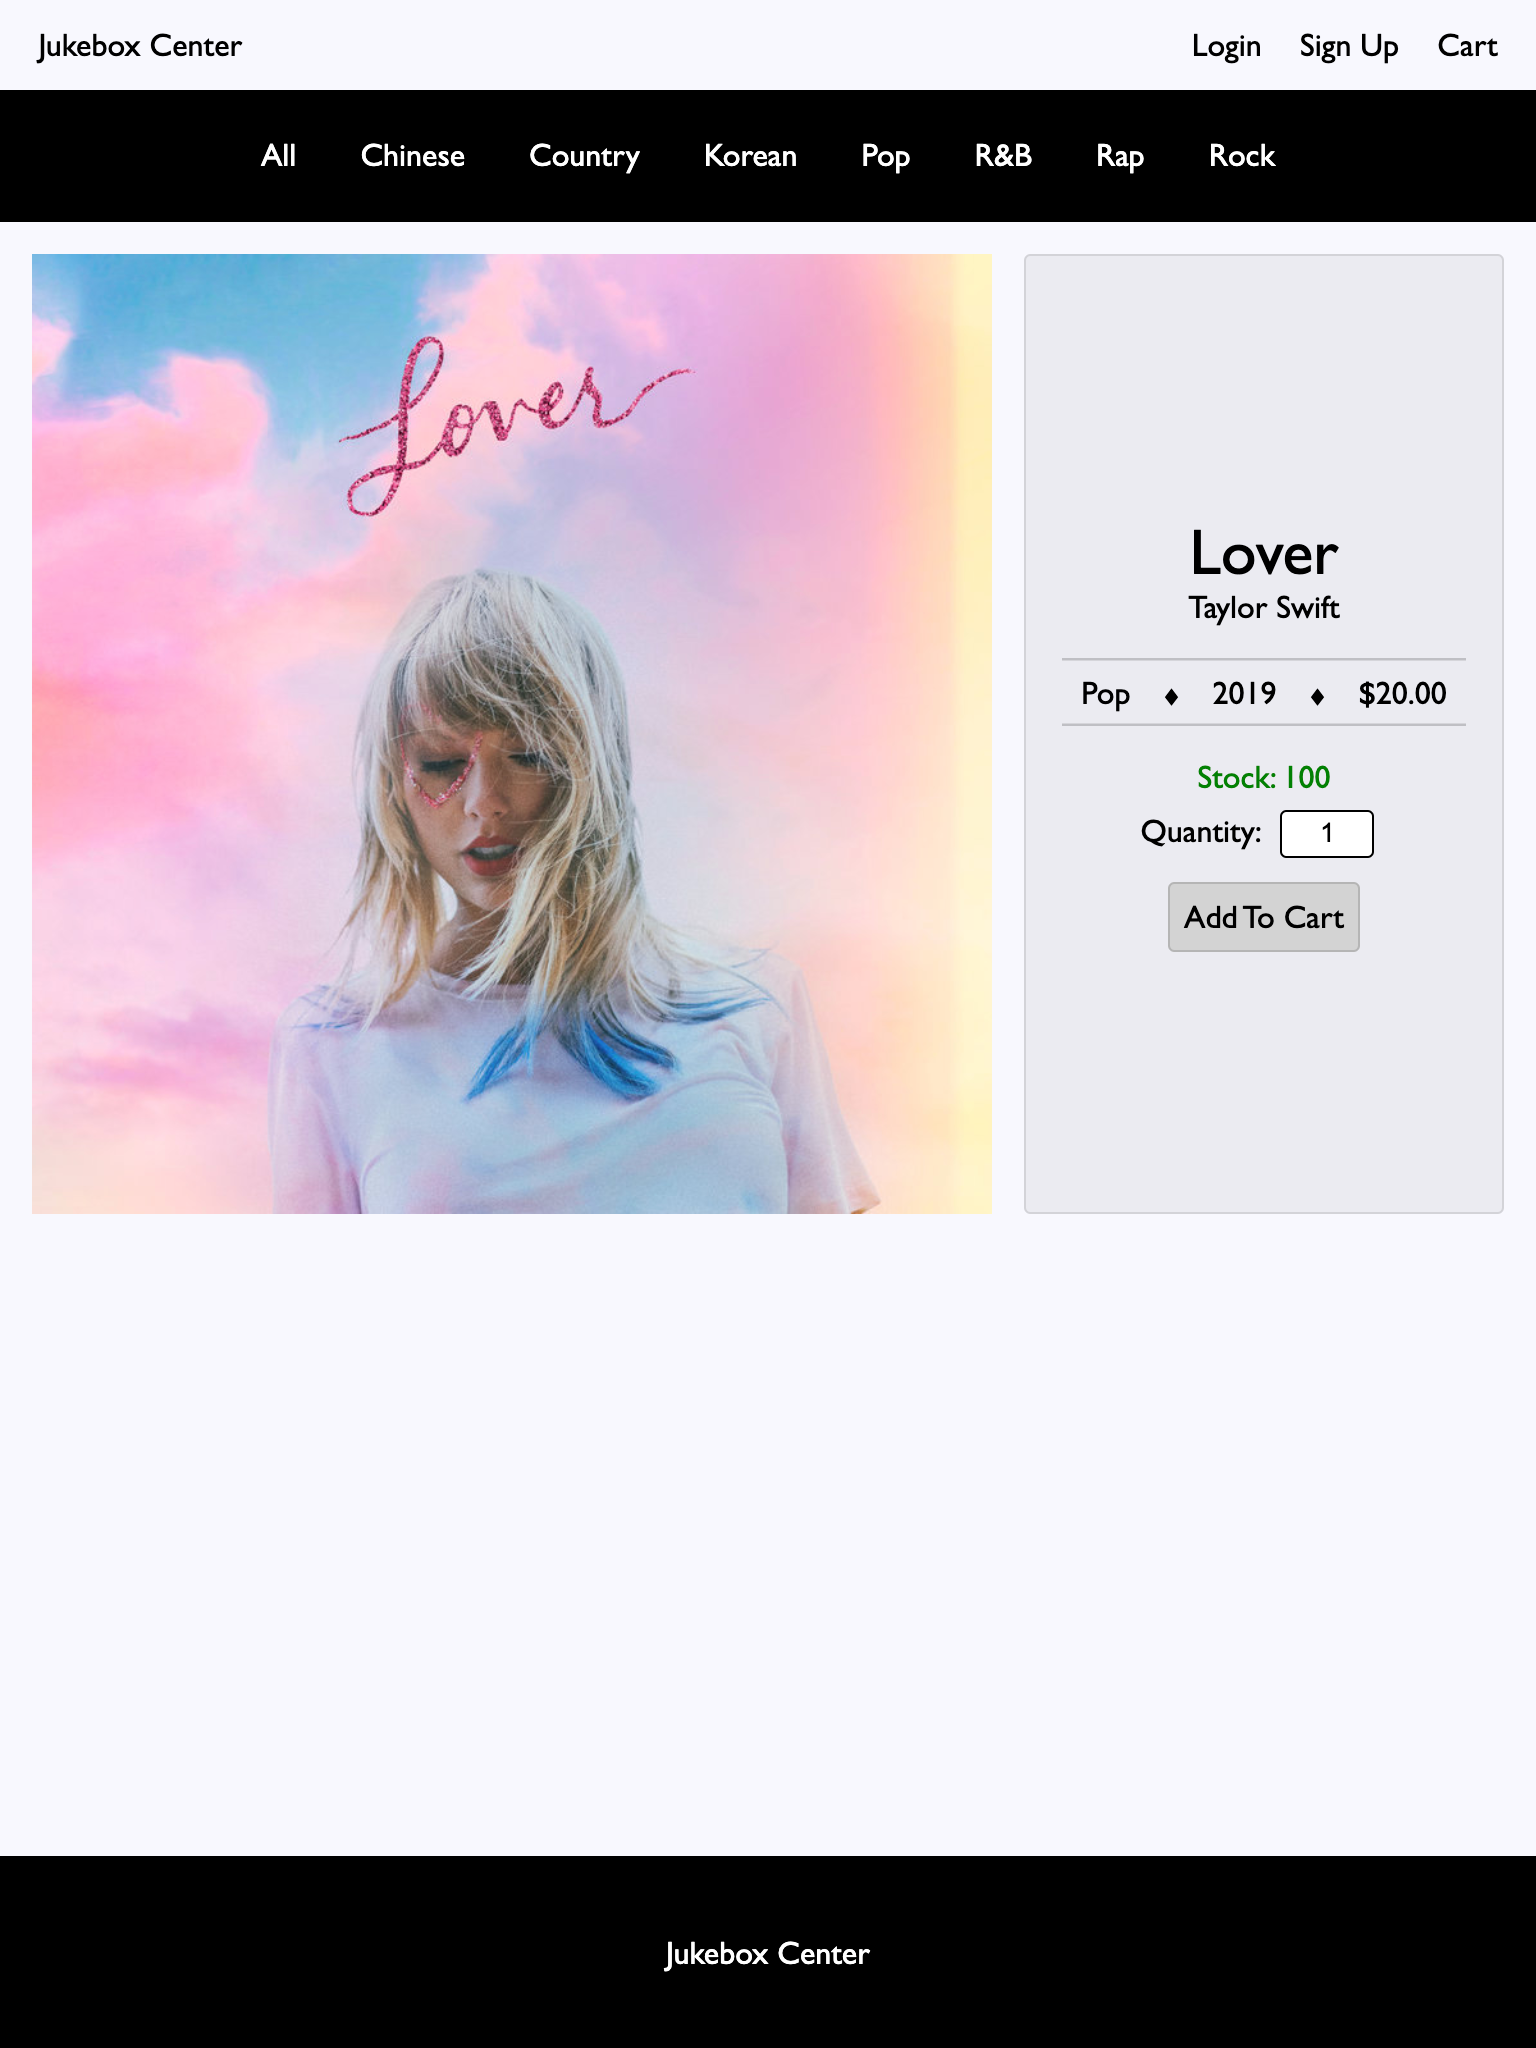 Jukebox Center Login Sign Up Cart
All Chinese Country Korean Pop R&B Rap Rock
Lover
Lover
Taylor Swift
Pop ♦ 2019 ♦ $20.00
Stock: 100
Quantity: 1
Add To Cart
Jukebox Center